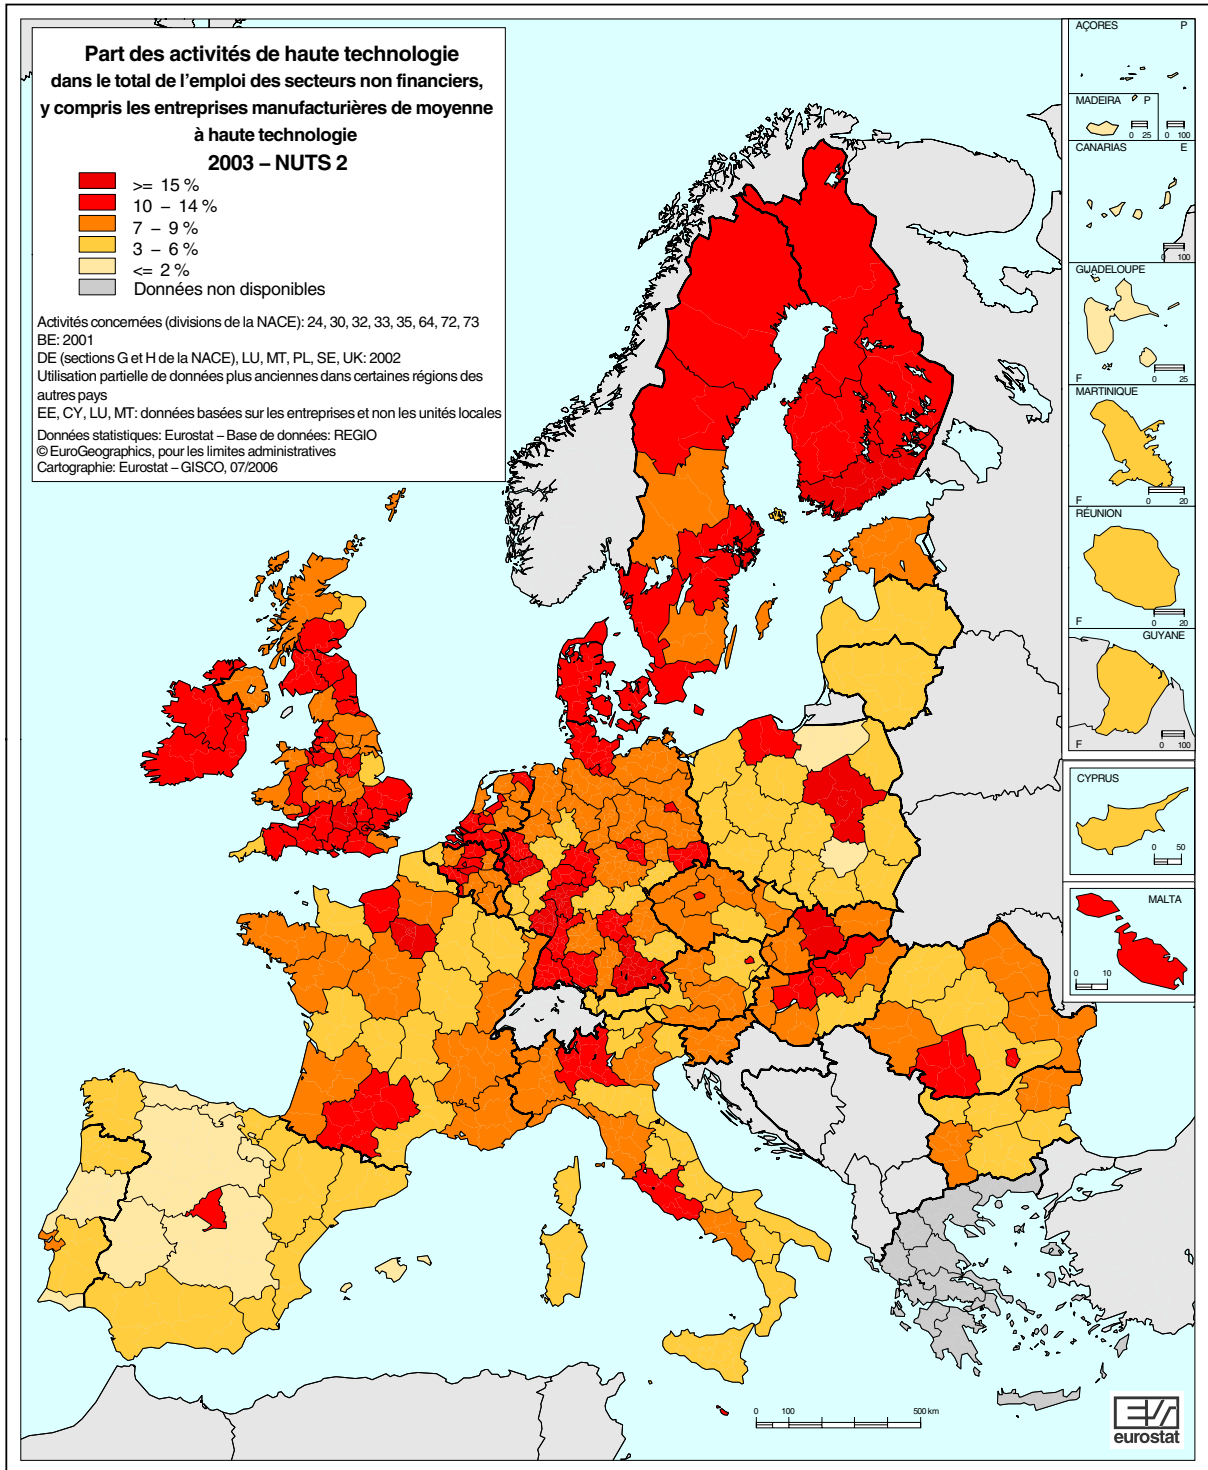 Part des activités de haute technologie
dans le total de l'emploi des secteurs non financiers,
y compris les entreprises manufacturières de moyenne
à haute technologie
2003 – NUTS 2
>= 15 %
10 – 14 %
7 – 9 %
3 – 6 %
<= 2 %
Données non disponibles
Activités concernées (divisions de la NACE): 24, 30, 32, 33, 35, 64, 72, 73
BE: 2001
DE (sections G et H de la NACE), LU, MT, PL, SE, UK: 2002
Utilisation partielle de données plus anciennes dans certaines régions des
autres pays
EE, CY, LU, MT: données basées sur les entreprises et non les unités locales
Données statistiques: Eurostat – Base de données: REGIO
© EuroGeographics, pour les limites administratives
Cartographie: Eurostat – GISCO, 07/2006
AÇORES P
MADEIRA P
0 25 0 100
CANARIAS E
0 100
GUADELOUPE
F 0 25
MARTINIQUE
F 0 20
RÉUNION
F 0 20
GUYANE
F 0 100
CYPRUS
0 50
MALTA
0 10
0 100 500 km
eurostat